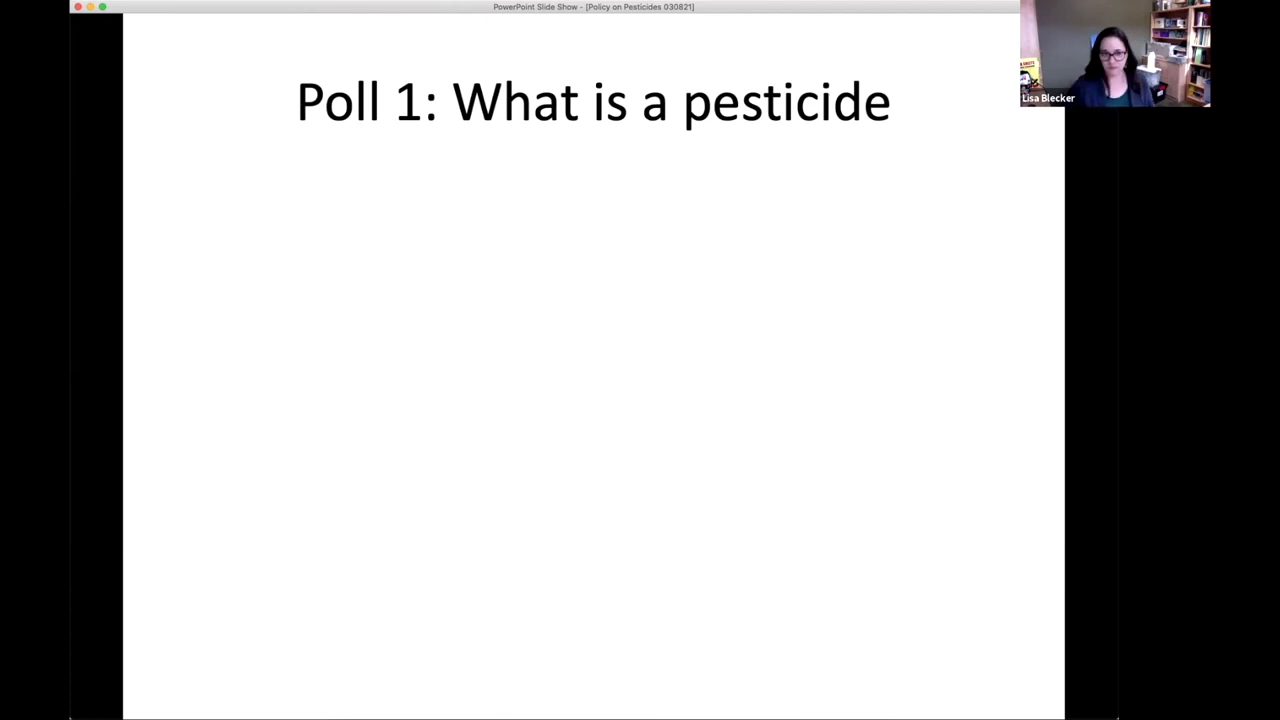 PowerPoint Slide Show - [Policy on Pesticides 030821]
Poll 1: What is a pesticide
Lisa Blecker